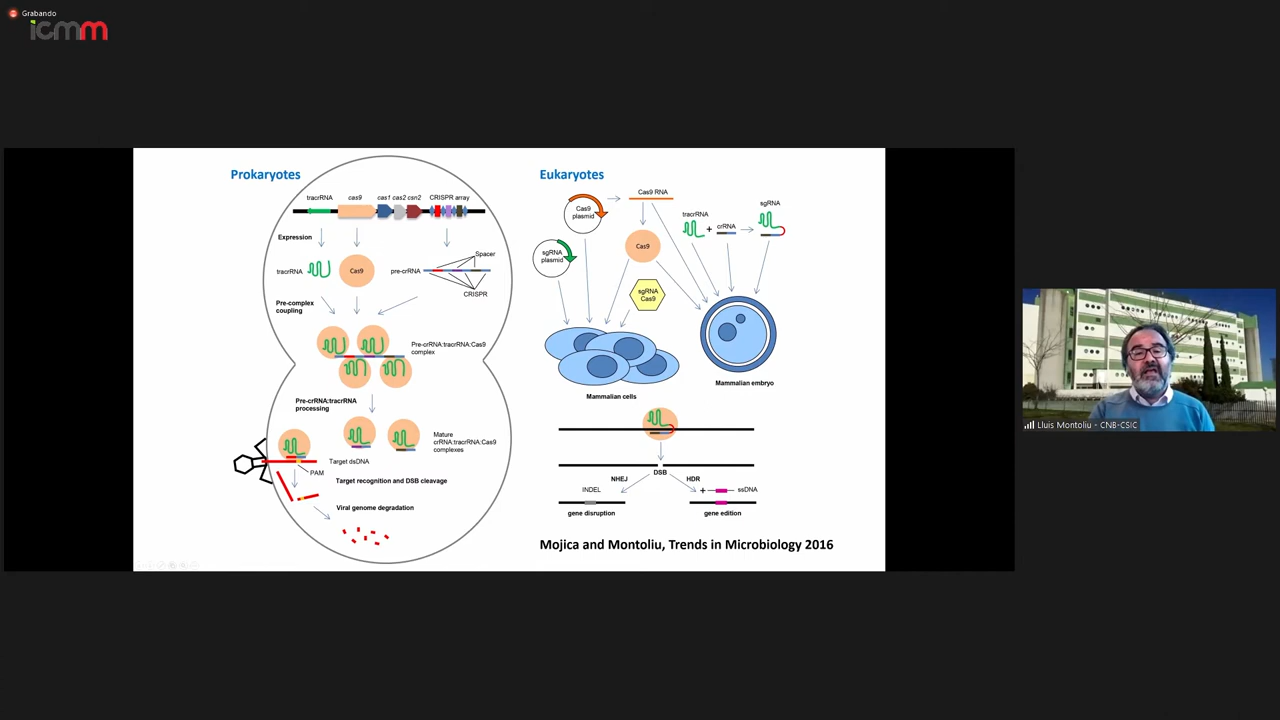 Grabando
icmm
Prokaryotes
tracrRNA
cas9
cas1
cas2
csn2
CRISPR array
Expression
tracrRNA
Cas9
pre-crRNA
Spacer
CRISPR
Pre-complex
coupling
Pre-crRNA:tracrRNA:Cas9
complex
Pre-crRNA:tracrRNA
processing
Mature
crRNA:tracrRNA:Cas9
complexes
Target dsDNA
PAM
Target recognition and DSB cleavage
Viral genome degradation
Eukaryotes
Cas9
plasmid
Cas9 RNA
tracrRNA
+
crRNA
sgRNA
sgRNA
plasmid
Cas9
sgRNA
Cas9
Mammalian cells
Mammalian embryo
DSB
NHEJ
HDR
INDEL
+
ssDNA
gene disruption
gene edition
Mojica and Montoliu, Trends in Microbiology 2016
Lluis Montoliu - CNB-CSIC